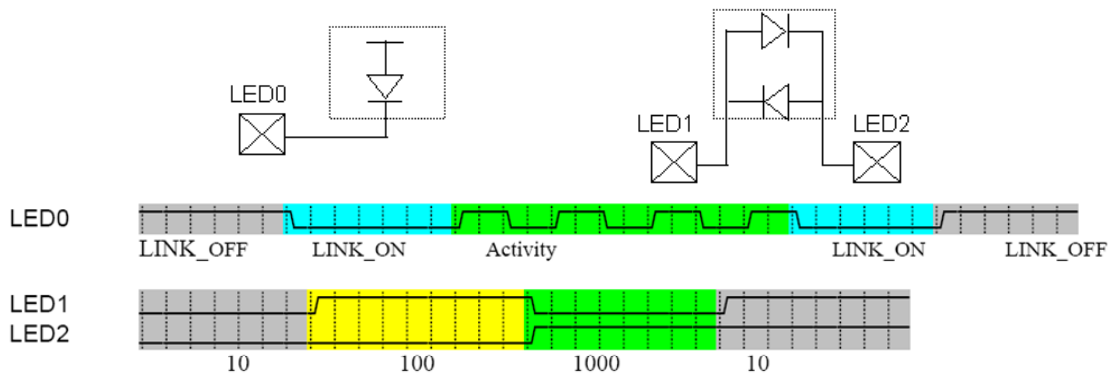 LED0
LED1 LED2
LED0
LINK_OFF LINK_ON Activity LINK_ON LINK_OFF
LED1
LED2
10 100 1000 10